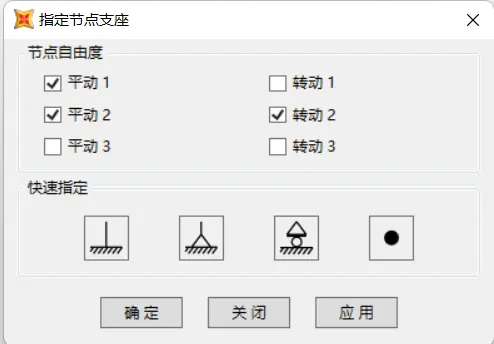 指定节点支座
节点自由度
平动 1 转动 1
平动 2 转动 2
平动 3 转动 3
快速指定
确 定 关 闭 应 用